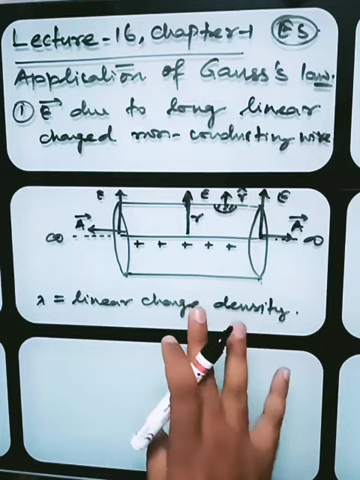 Lecture-16, chapter-1 ES
Application of Gauss's law.
① E⃗ due to long linear
charged non-conducting wire
E E r̂ E
A⃗ r A⃗
∞ + + + + + ∞
λ = linear charge density.